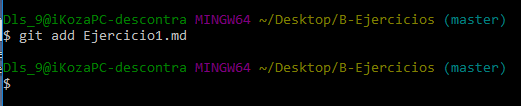 Dls_9@iKozaPC-descontra MINGW64 ~/Desktop/B-Ejercicios (master)
$ git add Ejercicio1.md
Dls_9@iKozaPC-descontra MINGW64 ~/Desktop/B-Ejercicios (master)
$